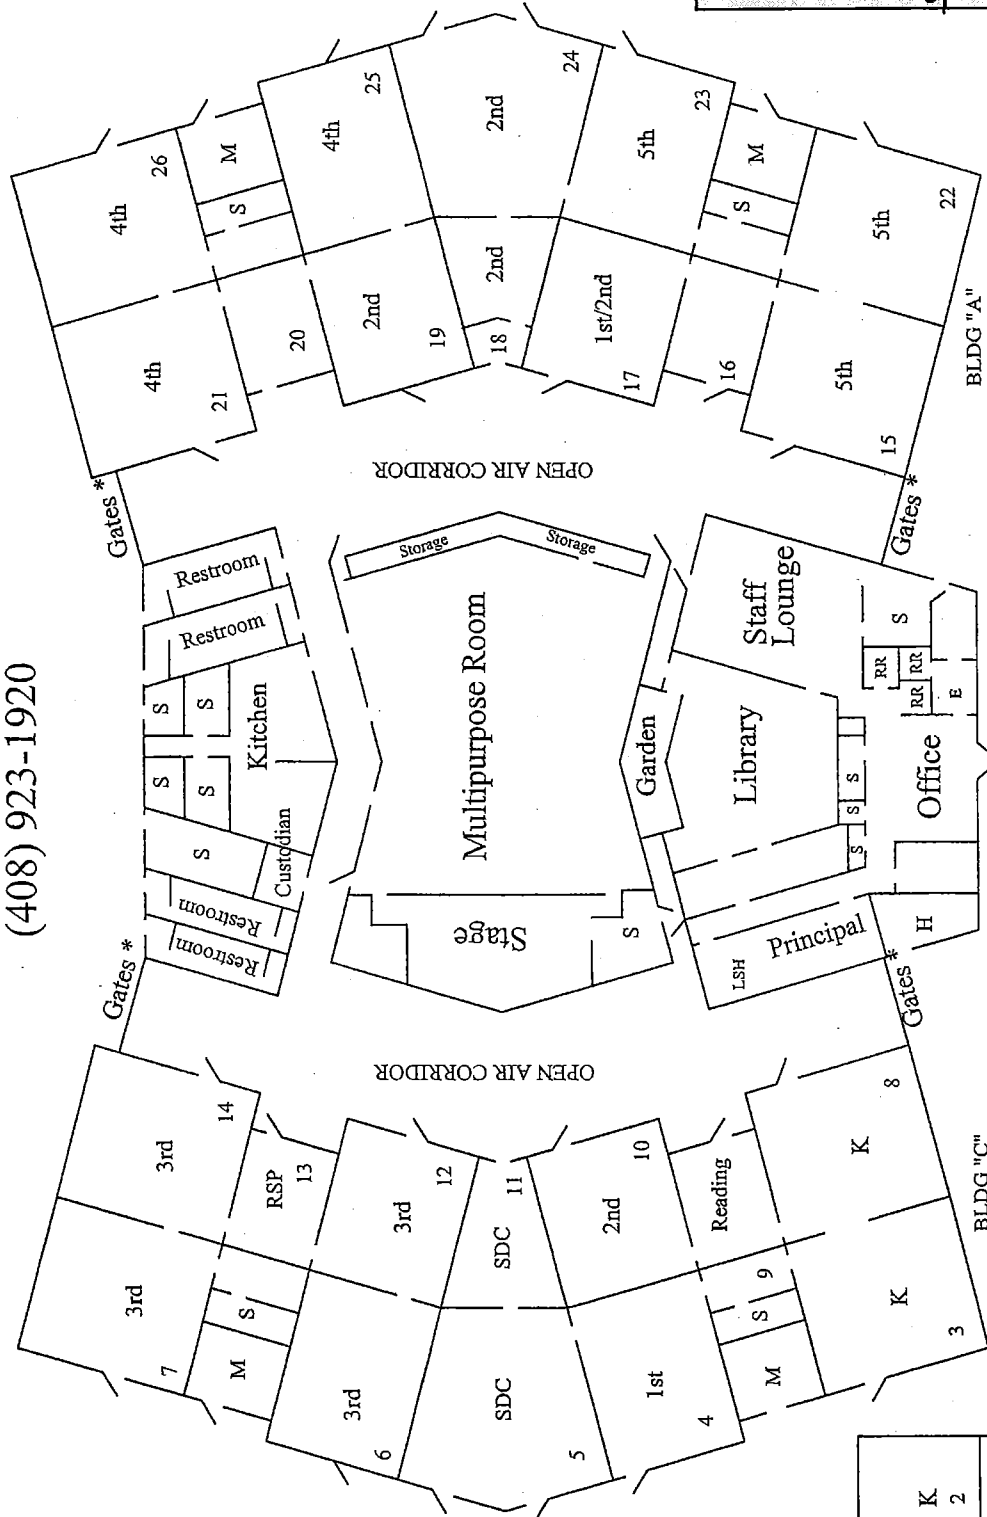 (408) 923-1920
4th
26
M
S
4th
21
20
4th
25
2nd
19
2nd
24
2nd
18
1st/2nd
17
5th
23
M
S
16
5th
22
5th
15
BLDG "A"
OPEN AIR CORRIDOR
Gates *
Gates *
Restroom
Restroom
S
S
S
S
Kitchen
S
Custodian
Restroom
Restroom
Gates *
Storage
Storage
Multipurpose Room
Stage
S
Garden
Library
Staff
Lounge
S
RR
RR
RR
E
S
S
S
Office
LSH
Principal
H
Gates *
OPEN AIR CORRIDOR
3rd
14
3rd
7
RSP
13
S
M
3rd
12
3rd
6
SDC
11
SDC
5
2nd
10
1st
4
Reading
9
S
M
K
8
K
3
BLDG "C"
K
2